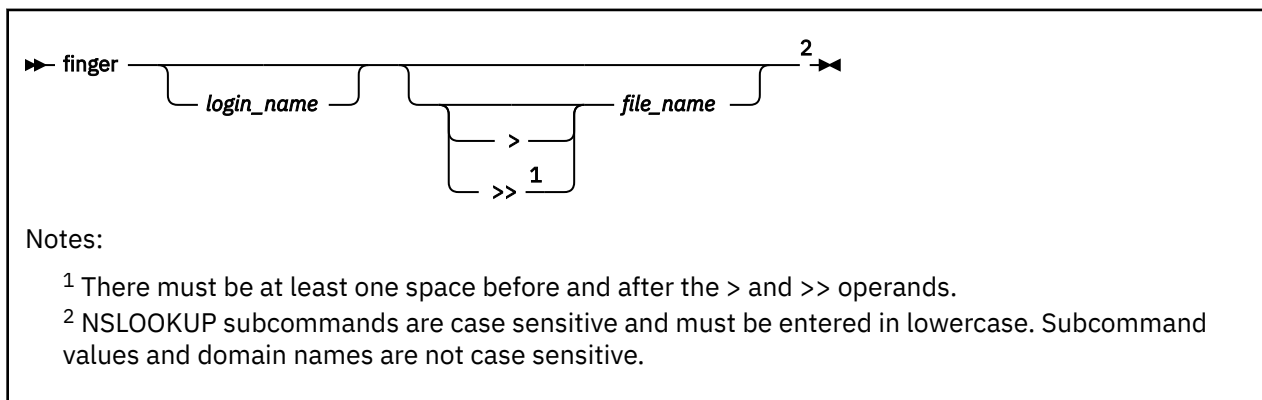 finger 2
login_name file_name
>
>> 1
Notes:
1 There must be at least one space before and after the > and >> operands.
2 NSLOOKUP subcommands are case sensitive and must be entered in lowercase. Subcommand
values and domain names are not case sensitive.